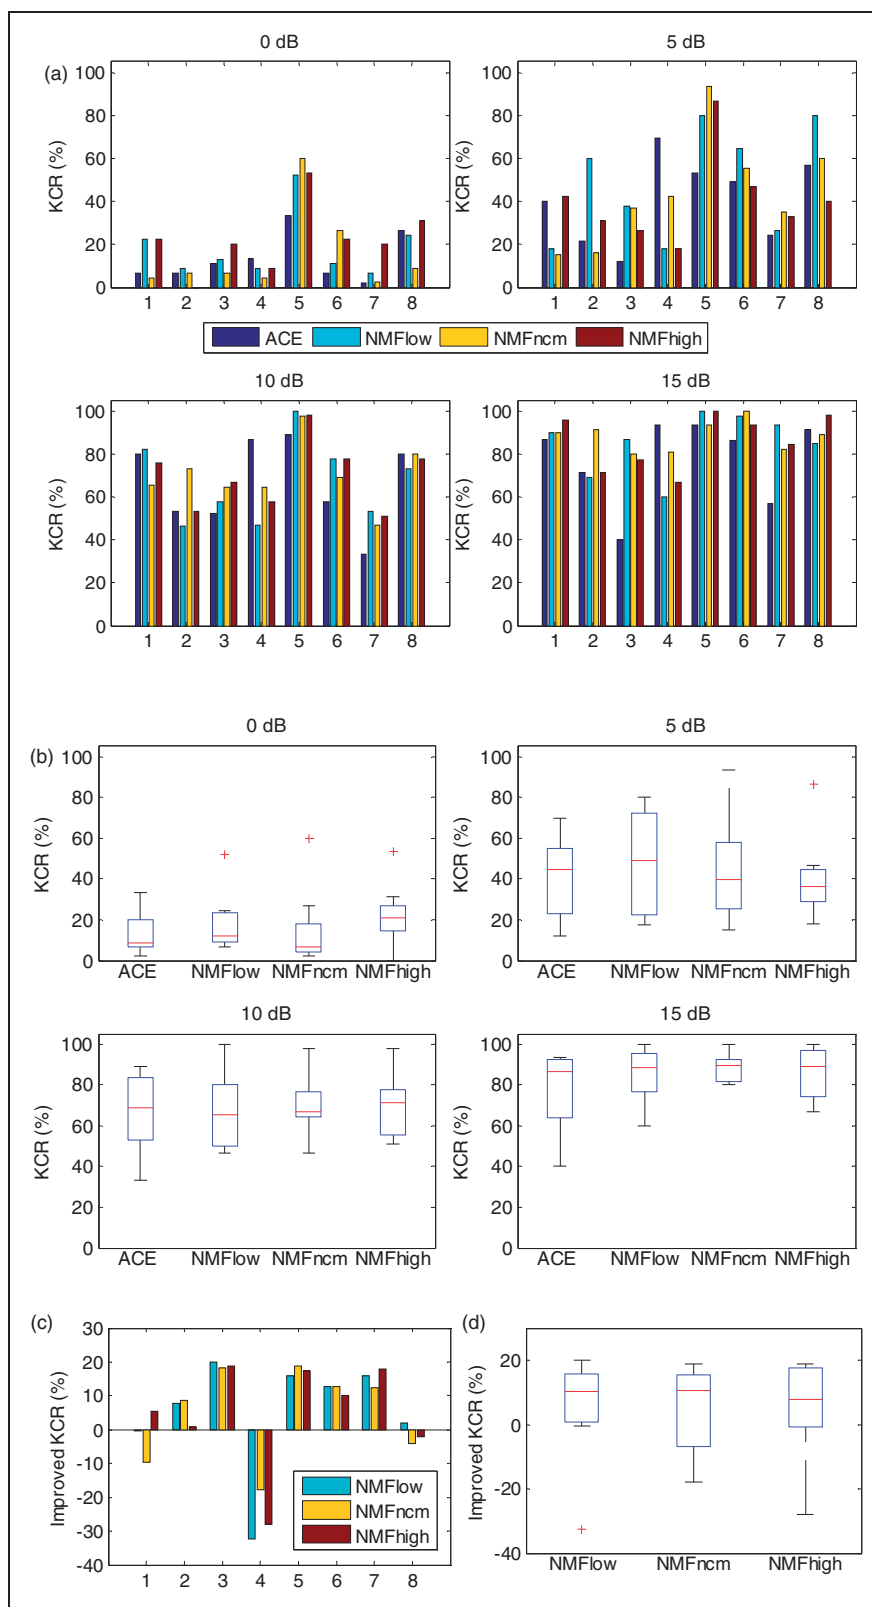 0 dB
5 dB
(a)
KCR (%)
100
80
60
40
20
0
1 2 3 4 5 6 7 8
KCR (%)
100
80
60
40
20
0
1 2 3 4 5 6 7 8
ACE NMFlow NMFncm NMFhigh
10 dB
15 dB
KCR (%)
100
80
60
40
20
0
1 2 3 4 5 6 7 8
KCR (%)
100
80
60
40
20
0
1 2 3 4 5 6 7 8
(b)
0 dB
5 dB
KCR (%)
100
80
60
40
20
0
ACE NMFlow NMFncm NMFhigh
KCR (%)
100
80
60
40
20
0
ACE NMFlow NMFncm NMFhigh
10 dB
15 dB
KCR (%)
100
80
60
40
20
0
ACE NMFlow NMFncm NMFhigh
KCR (%)
100
80
60
40
20
0
ACE NMFlow NMFncm NMFhigh
(c)
Improved KCR (%)
30
20
10
0
-10
-20
-30
-40
1 2 3 4 5 6 7 8
NMFlow
NMFncm
NMFhigh
(d)
Improved KCR (%)
20
0
-20
-40
NMFlow NMFncm NMFhigh